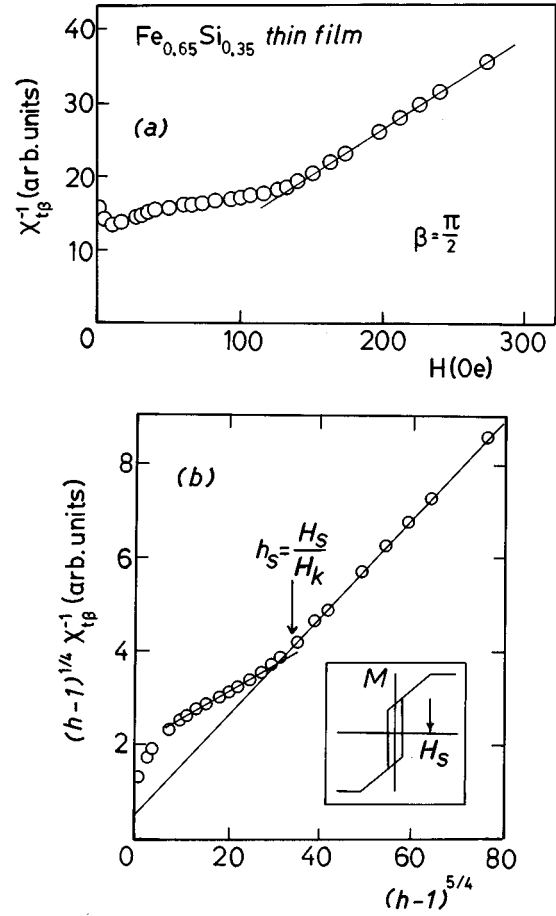 Fe0.65Si0.35 thin film
(a)
χ⁻¹tβ (arb.units)
40
30
20
10
0
β=π/2
0
100
200
300
H(Oe)
(b)
(h-1)^1/4 χ⁻¹tβ (arb.units)
8
6
4
2
0
hs=Hs/Hk
M
Hs
0
20
40
60
80
(h-1)^5/4